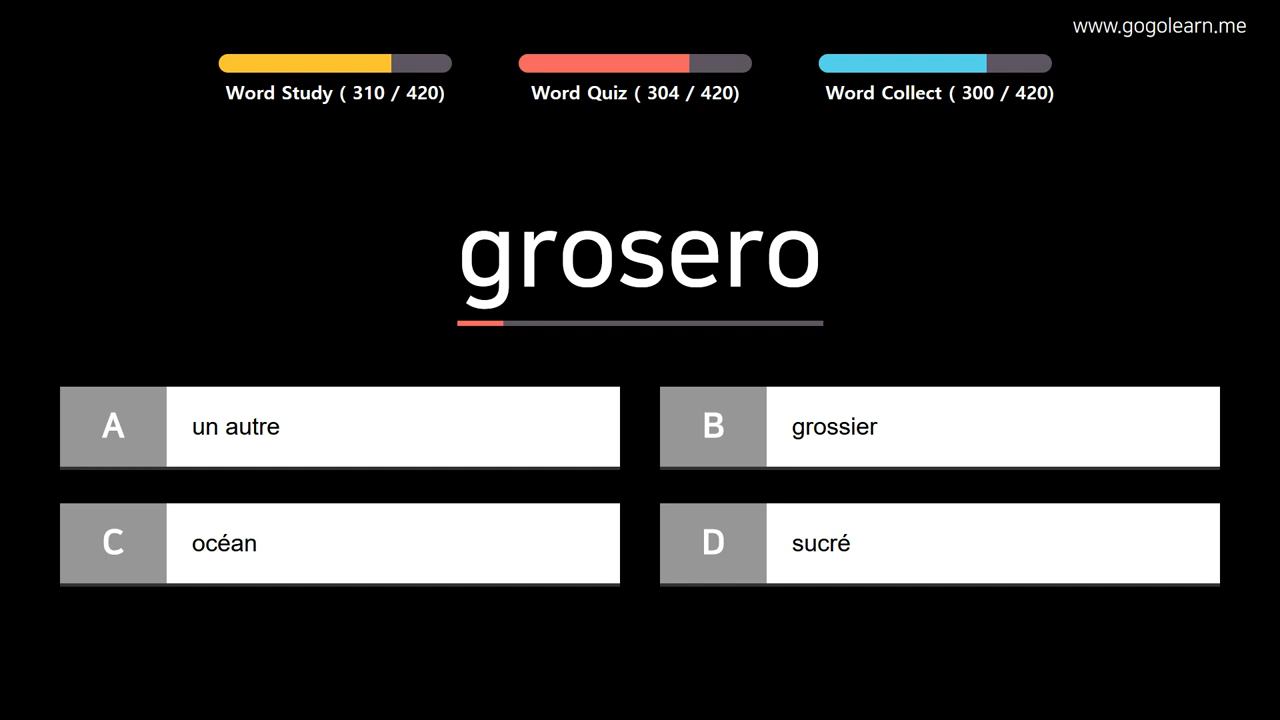 www.gogolearn.me
Word Study ( 310 / 420)
Word Quiz ( 304 / 420)
Word Collect ( 300 / 420)
grosero
A
un autre
B
grossier
C
océan
D
sucré